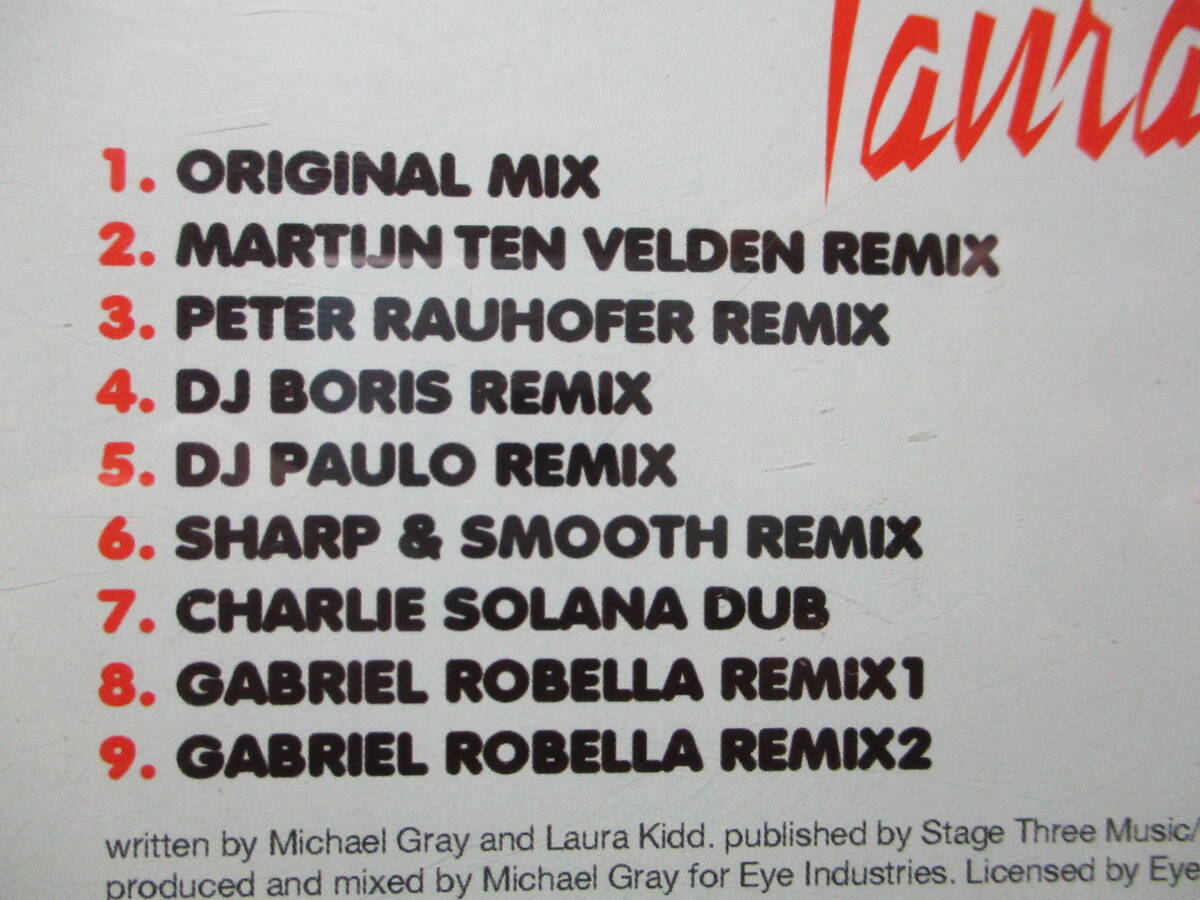 laura
1. ORIGINAL MIX
2. MARTIJN TEN VELDEN REMIX
3. PETER RAUHOFER REMIX
4. DJ BORIS REMIX
5. DJ PAULO REMIX
6. SHARP & SMOOTH REMIX
7. CHARLIE SOLANA DUB
8. GABRIEL ROBELLA REMIX1
9. GABRIEL ROBELLA REMIX2
written by Michael Gray and Laura Kidd. published by Stage Three Music/
produced and mixed by Michael Gray for Eye Industries. Licensed by Eye